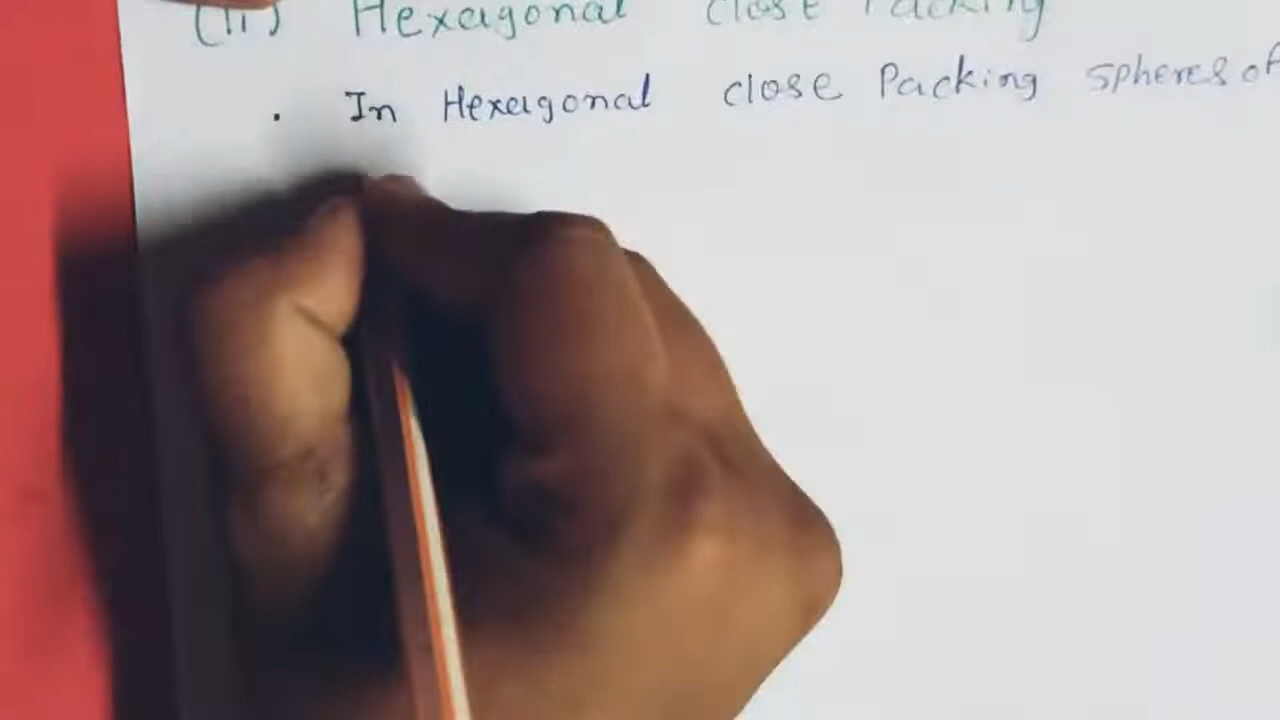 (ii) Hexagonal Close Packing
. In Hexagonal close Packing spheres of